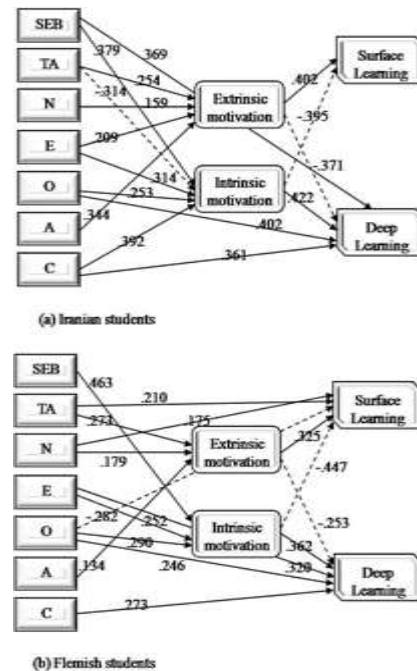 SEB
TA
N
E
O
A
C
.379
.369
.254
-.314
.159
.209
.314
.253
.344
.392
.402
.361
Extrinsic
motivation
Intrinsic
motivation
.402
-.395
-.371
.422
Surface
Learning
Deep
Learning
(a) Iranian students
SEB
TA
N
E
O
A
C
.463
.210
.273
.175
.179
-.282
.252
.290
.134
.246
.273
Extrinsic
motivation
Intrinsic
motivation
.325
-.447
-.253
.362
.320
Surface
Learning
Deep
Learning
(b) Flemish students